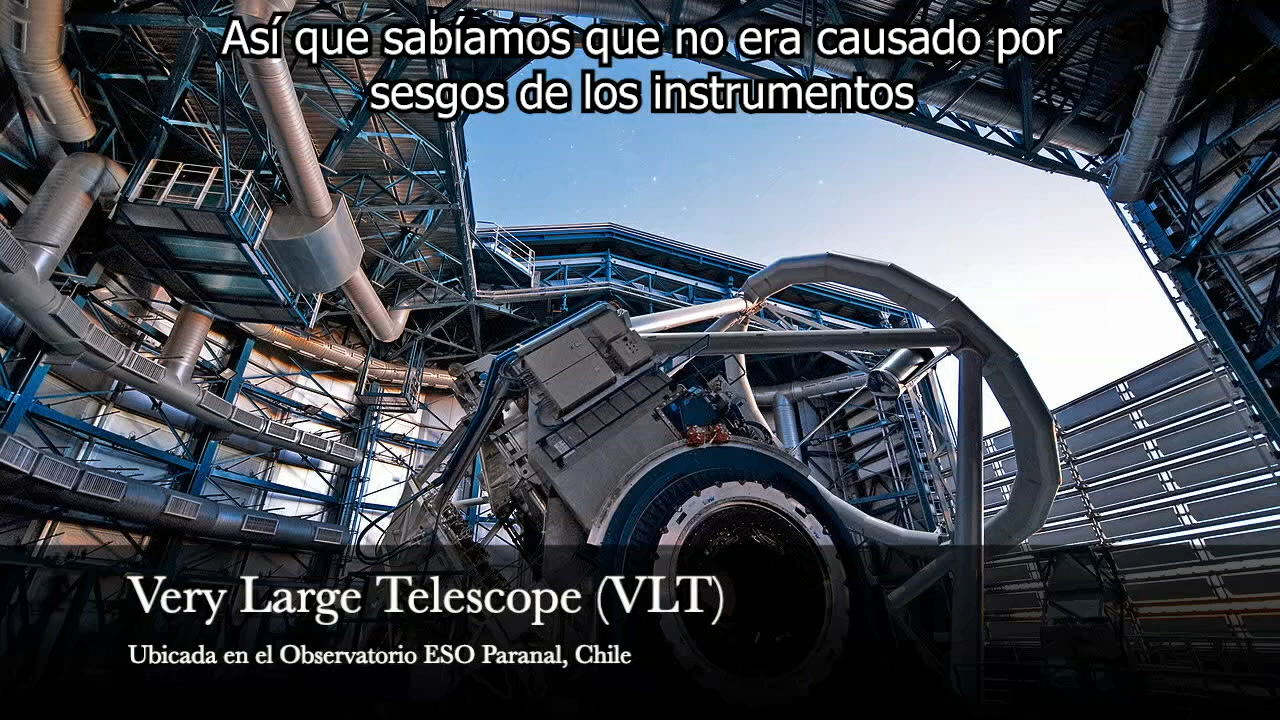 Así que sabíamos que no era causado por
sesgos de los instrumentos
Very Large Telescope (VLT)
Ubicada en el Observatorio ESO Paranal, Chile